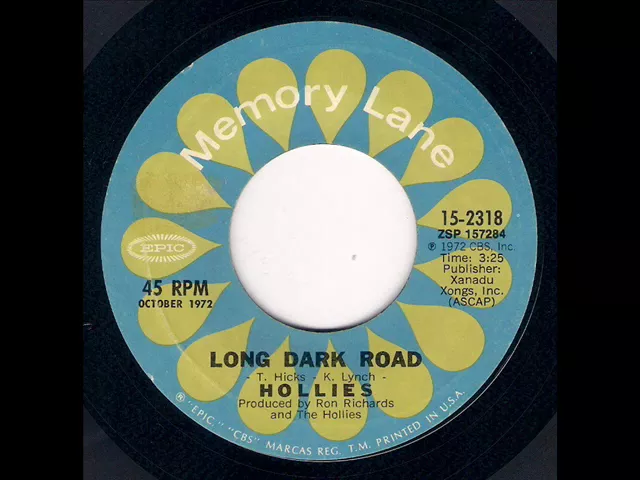 Memory Lane
EPIC
45 RPM
OCTOBER 1972
15-2318
ZSP 157284
℗ 1972 CBS, Inc.
Time: 3:25
Publisher:
Xanadu
Xongs, Inc.
(ASCAP)
LONG DARK ROAD
- T. Hicks - K. Lynch -
HOLLIES
Produced by Ron Richards
and The Hollies
® "EPIC," "CBS" MARCAS REG. T.M. PRINTED IN U.S.A.